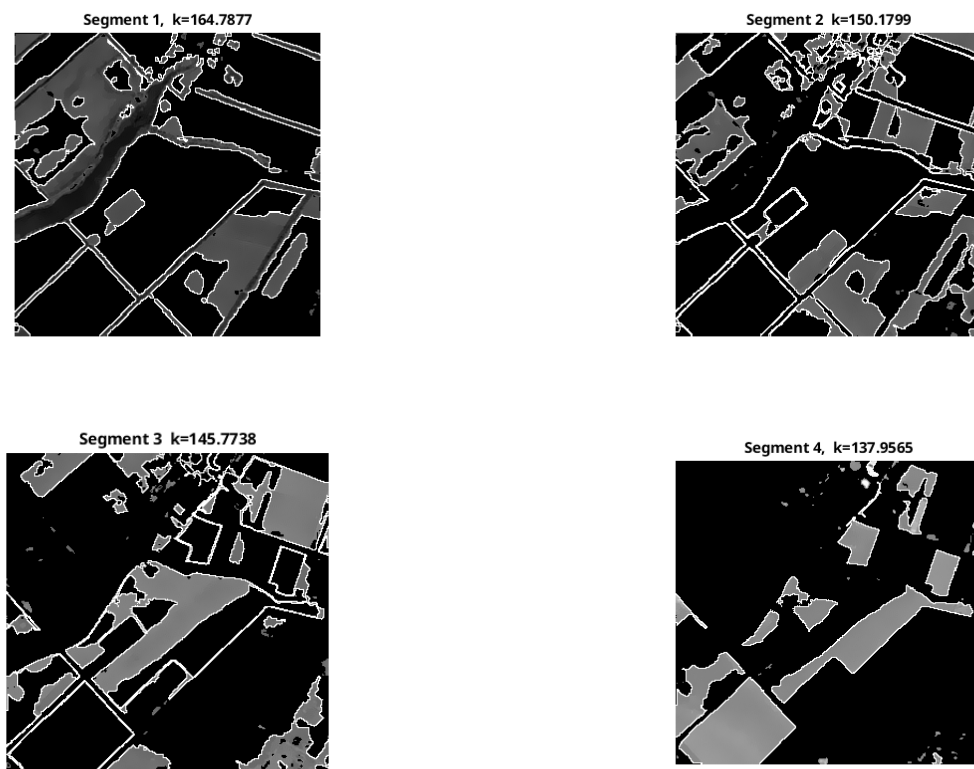 Segment 1,  k=164.7877
Segment 2  k=150.1799
Segment 3  k=145.7738
Segment 4,  k=137.9565